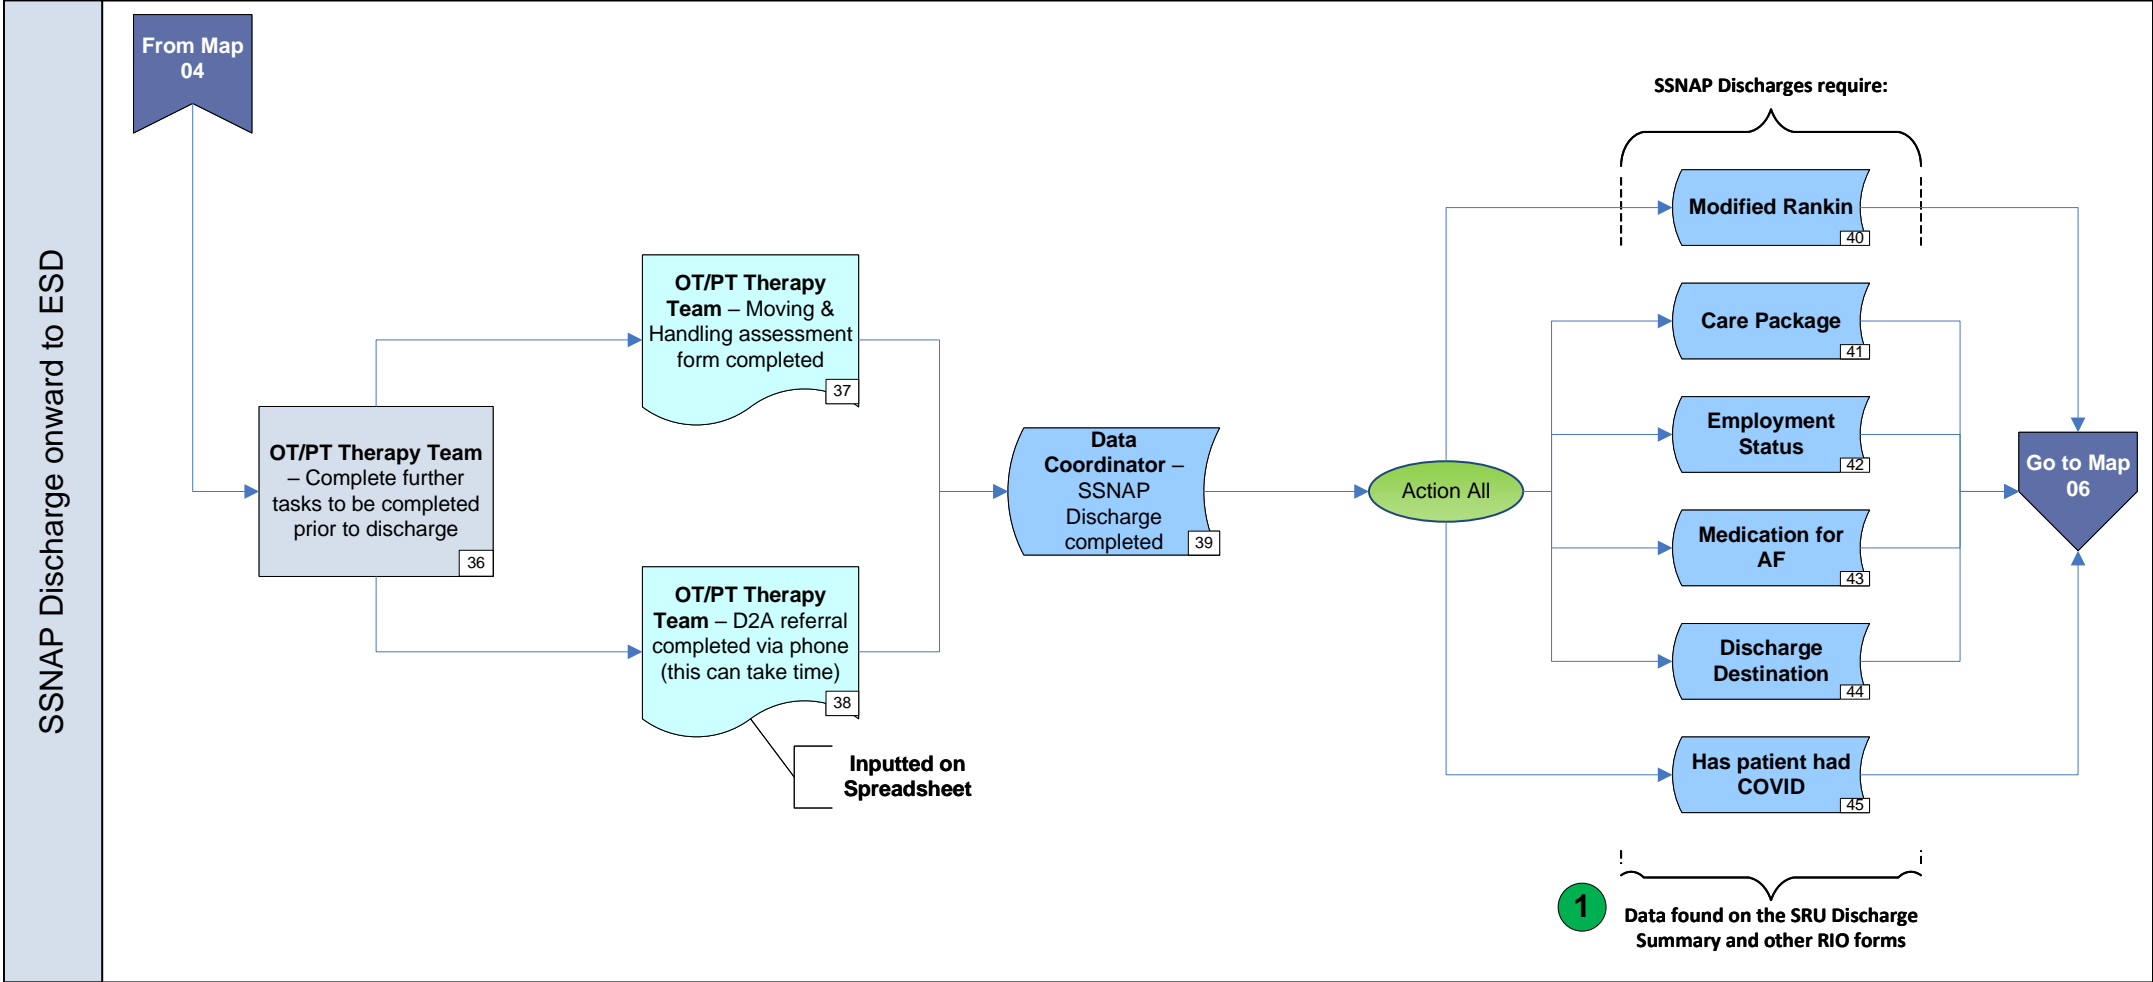 SSNAP Discharge onward to ESD
From Map
04
OT/PT Therapy Team
– Complete further
tasks to be completed
prior to discharge
36
OT/PT Therapy
Team – Moving &
Handling assessment
form completed
37
OT/PT Therapy
Team – D2A referral
completed via phone
(this can take time)
38
Inputted on
Spreadsheet
Data
Coordinator –
SSNAP
Discharge
completed
39
Action All
SSNAP Discharges require:
Modified Rankin
40
Care Package
41
Employment
Status
42
Medication for
AF
43
Discharge
Destination
44
Has patient had
COVID
45
1
Data found on the SRU Discharge
Summary and other RIO forms
Go to Map
06